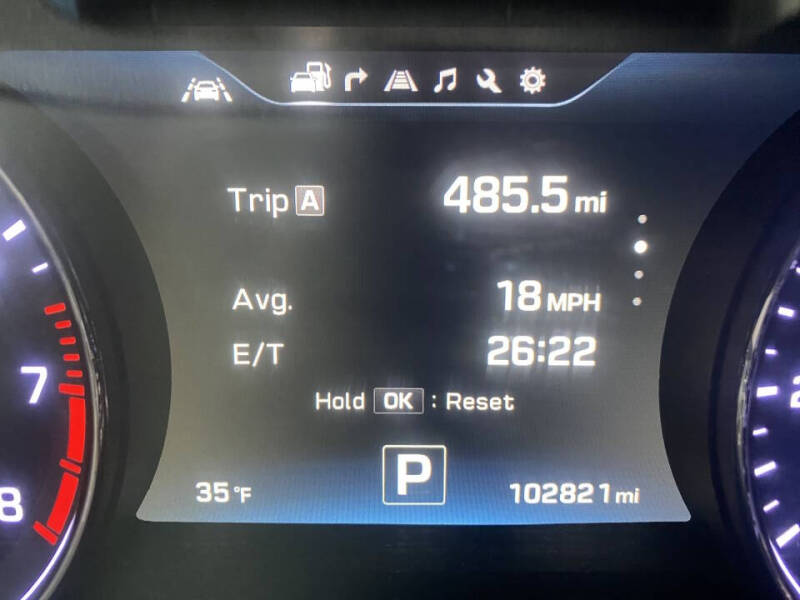 Trip A 485.5 mi
Avg. 18 MPH
E/T 26:22
Hold OK : Reset
P
35 °F 102821 mi
7
8